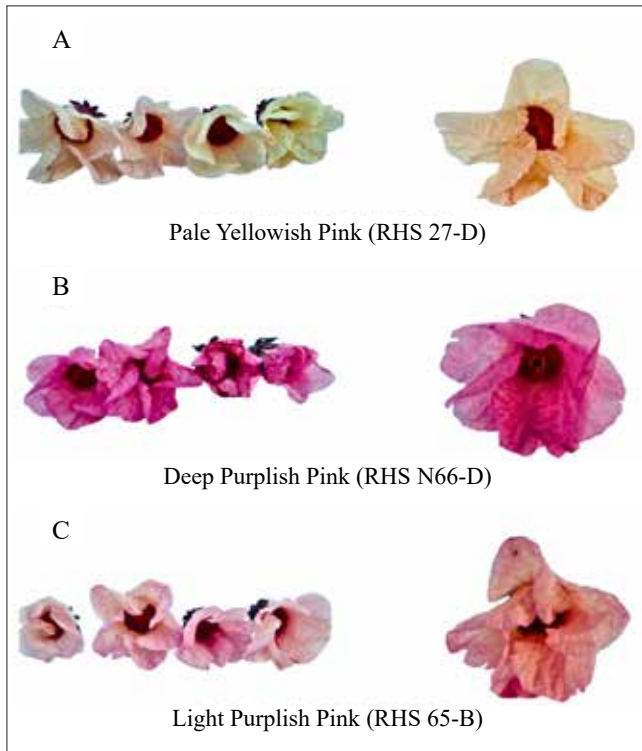 A
Pale Yellowish Pink (RHS 27-D)
B
Deep Purplish Pink (RHS N66-D)
C
Light Purplish Pink (RHS 65-B)